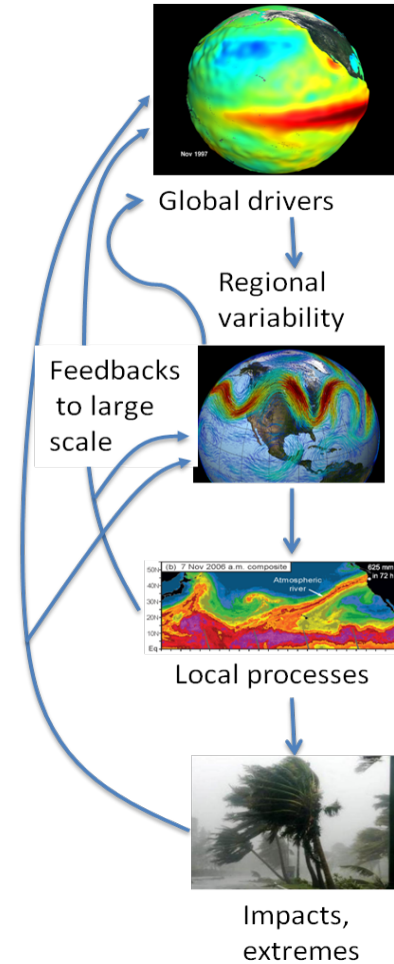 Nov 1997
Global drivers
Regional
variability
Feedbacks
to large
scale
(b) 7 Nov 2006 a.m. composite
625 mm
in 72 h
Atmospheric
river
50N
40N
30N
20N
10N
Eq
Local processes
Impacts,
extremes